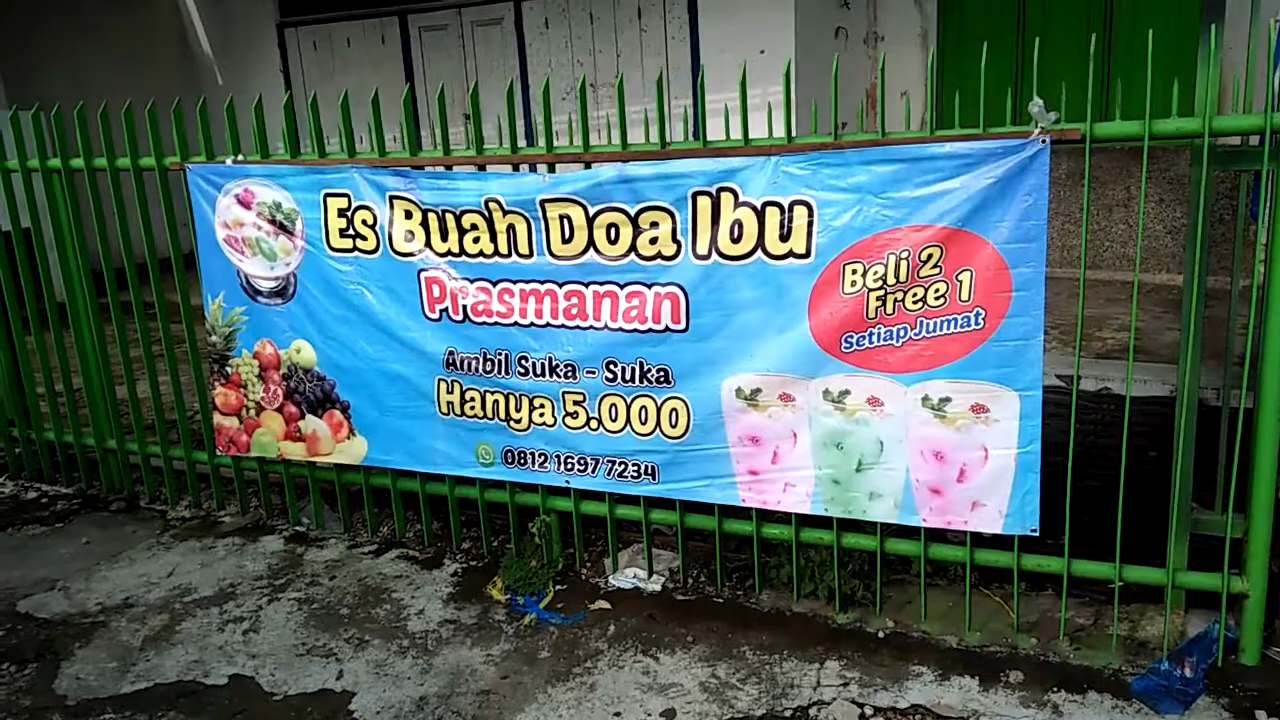 Es Buah Doa Ibu
Prasmanan
Beli 2
Free 1
Setiap Jumat
Ambil Suka - Suka
Hanya 5.000
0812 1697 7234